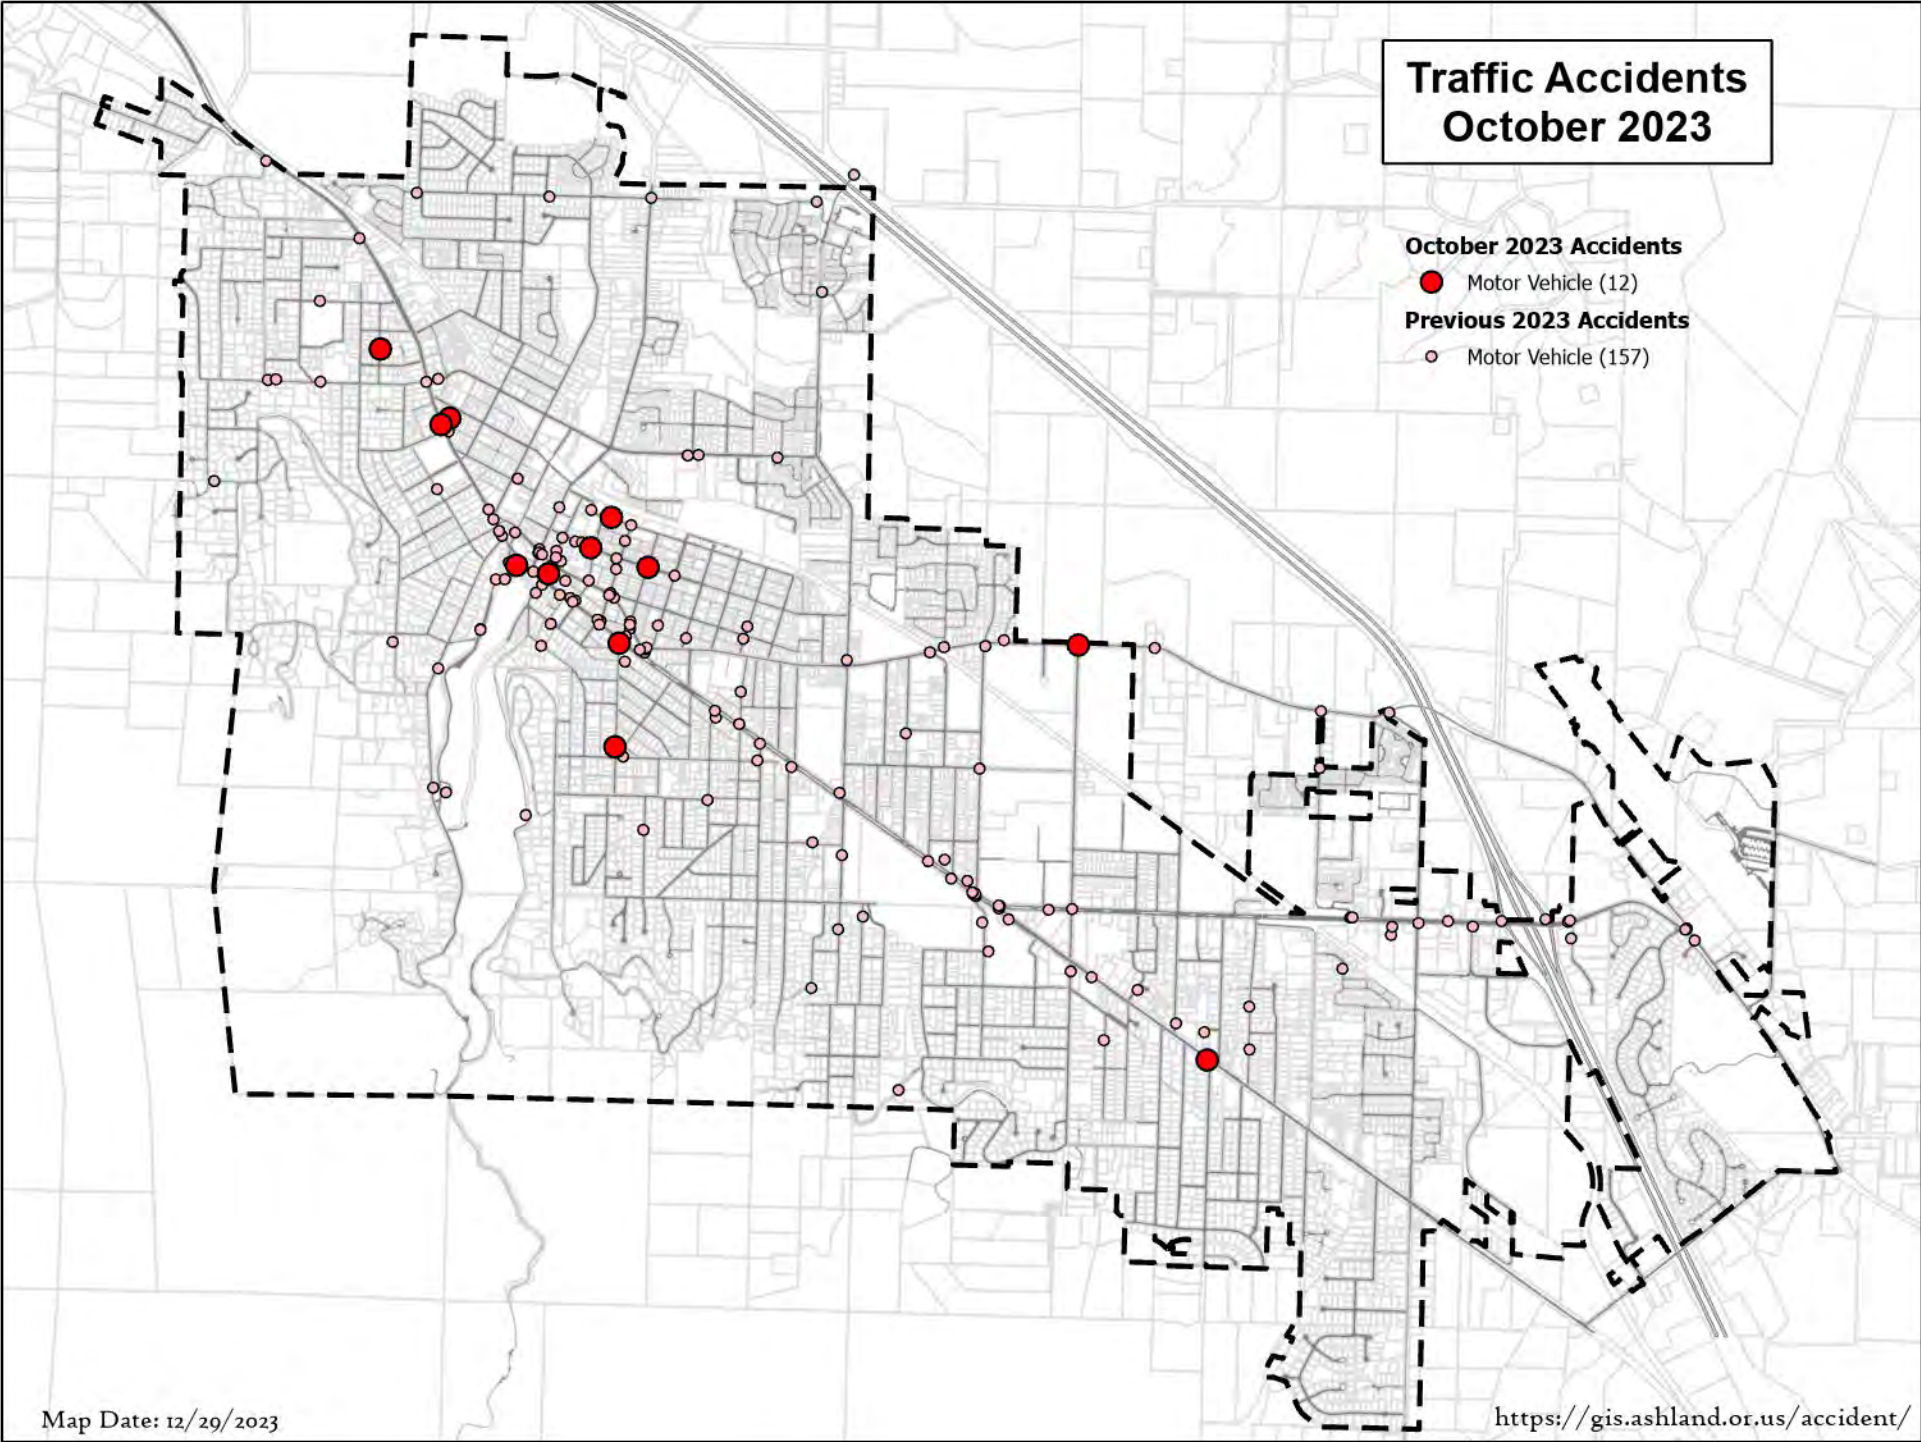 Traffic Accidents
October 2023
October 2023 Accidents
Motor Vehicle (12)
Previous 2023 Accidents
Motor Vehicle (157)
Map Date: 12/29/2023
https://gis.ashland.or.us/accident/